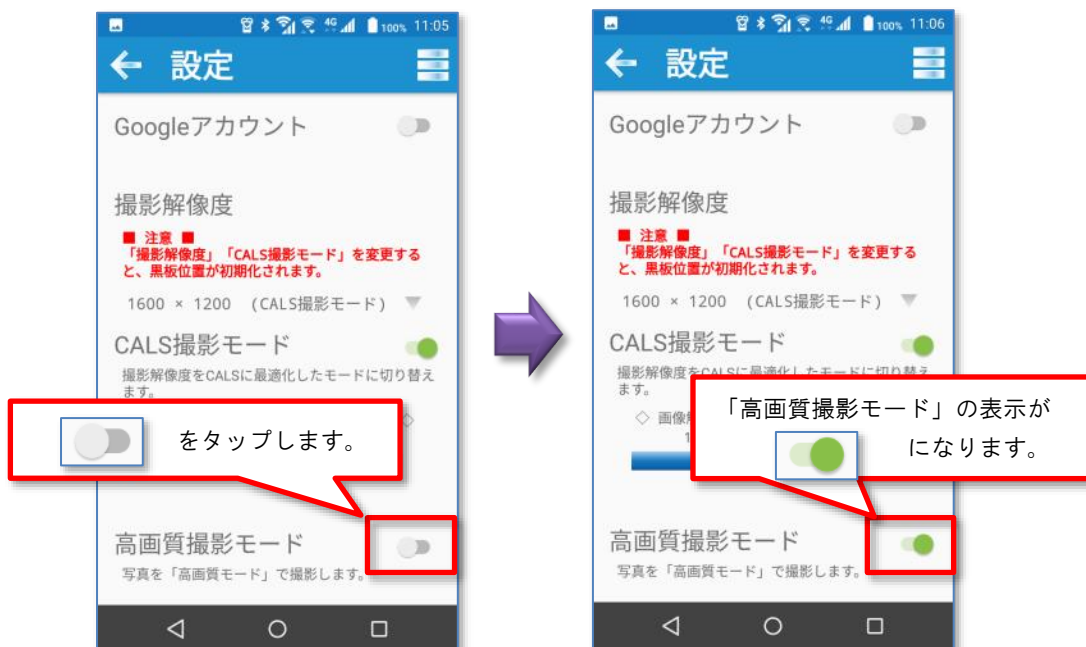 100% 11:05
設定
Googleアカウント
撮影解像度
■ 注意 ■
「撮影解像度」「CALS撮影モード」を変更する
と、黒板位置が初期化されます。
1600 × 1200 (CALS撮影モード)
CALS撮影モード
撮影解像度をCALSに最適化したモードに切り替え
ます。
をタップします。
高画質撮影モード
写真を「高画質モード」で撮影します。
4G 100% 11:06
設定
Googleアカウント
撮影解像度
■ 注意 ■
「撮影解像度」「CALS撮影モード」を変更する
と、黒板位置が初期化されます。
1600 × 1200 (CALS撮影モード)
CALS撮影モード
撮影解像度をCALSに最適化したモードに切り替え
ます。
◇ 画像
「高画質撮影モード」の表示が
になります。
高画質撮影モード
写真を「高画質モード」で撮影します。